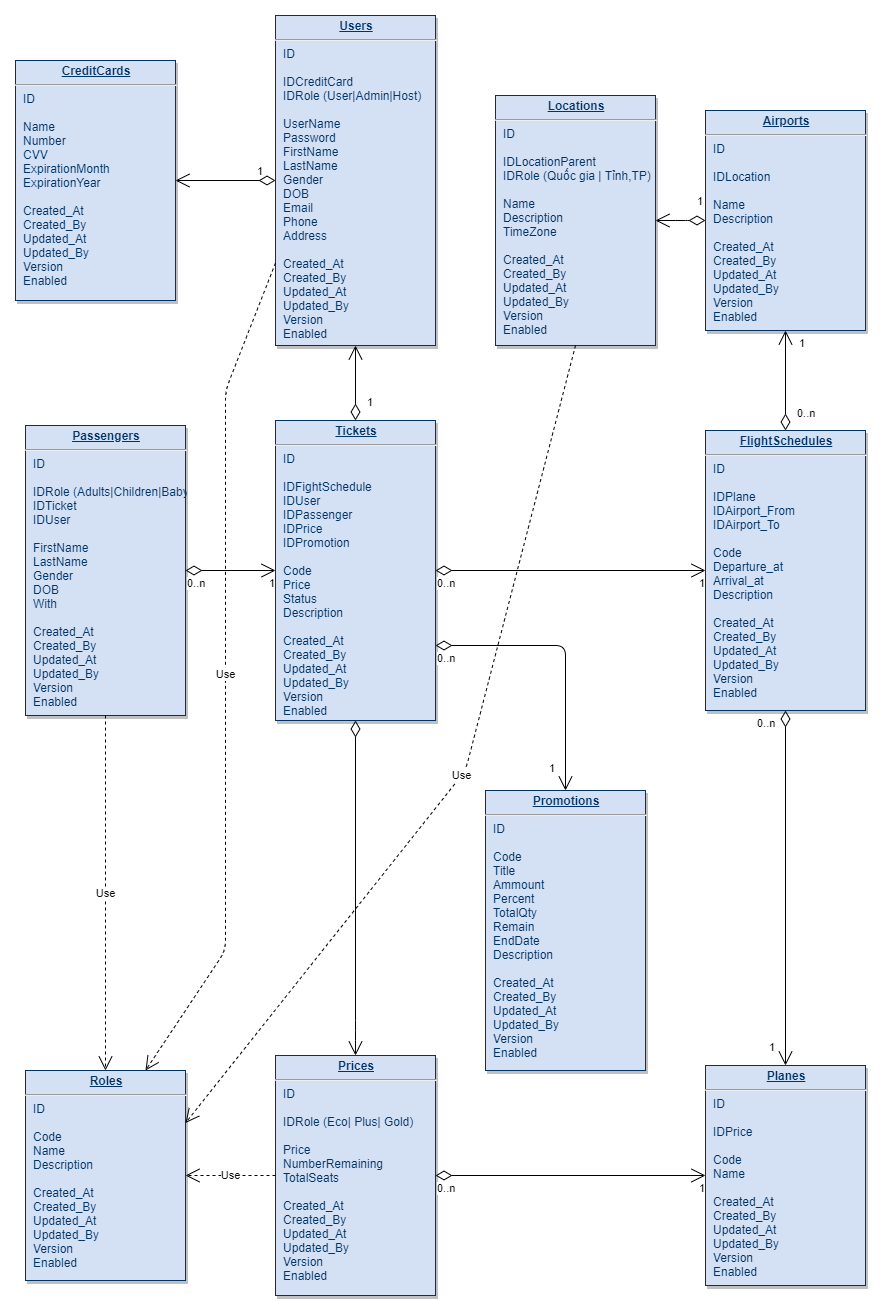 Users
ID
IDCreditCard
IDRole (User|Admin|Host)
UserName
Password
FirstName
LastName
Gender
DOB
Email
Phone
Address
Created_At
Created_By
Updated_At
Updated_By
Version
Enabled
CreditCards
ID
Name
Number
CVV
ExpirationMonth
ExpirationYear
Created_At
Created_By
Updated_At
Updated_By
Version
Enabled
1
Locations
ID
IDLocationParent
IDRole (Quốc gia | Tỉnh,TP)
Name
Description
TimeZone
Created_At
Created_By
Updated_At
Updated_By
Version
Enabled
1
Airports
ID
IDLocation
Name
Description
Created_At
Created_By
Updated_At
Updated_By
Version
Enabled
1
0..n
1
Passengers
ID
IDRole (Adults|Children|Baby
IDTicket
IDUser
FirstName
LastName
Gender
DOB
With
Created_At
Created_By
Updated_At
Updated_By
Version
Enabled
0..n
1
Tickets
ID
IDFightSchedule
IDUser
IDPassenger
IDPrice
IDPromotion
Code
Price
Status
Description
Created_At
Created_By
Updated_At
Updated_By
Version
Enabled
0..n
1
0..n
1
FlightSchedules
ID
IDPlane
IDAirport_From
IDAirport_To
Code
Departure_at
Arrival_at
Description
Created_At
Created_By
Updated_At
Updated_By
Version
Enabled
0..n
1
Use
Use
Use
Promotions
ID
Code
Title
Ammount
Percent
TotalQty
Remain
EndDate
Description
Created_At
Created_By
Updated_At
Updated_By
Version
Enabled
Roles
ID
Code
Name
Description
Created_At
Created_By
Updated_At
Updated_By
Version
Enabled
Use
Prices
ID
IDRole (Eco| Plus| Gold)
Price
NumberRemaining
TotalSeats
Created_At
Created_By
Updated_At
Updated_By
Version
Enabled
0..n
1
Planes
ID
IDPrice
Code
Name
Created_At
Created_By
Updated_At
Updated_By
Version
Enabled